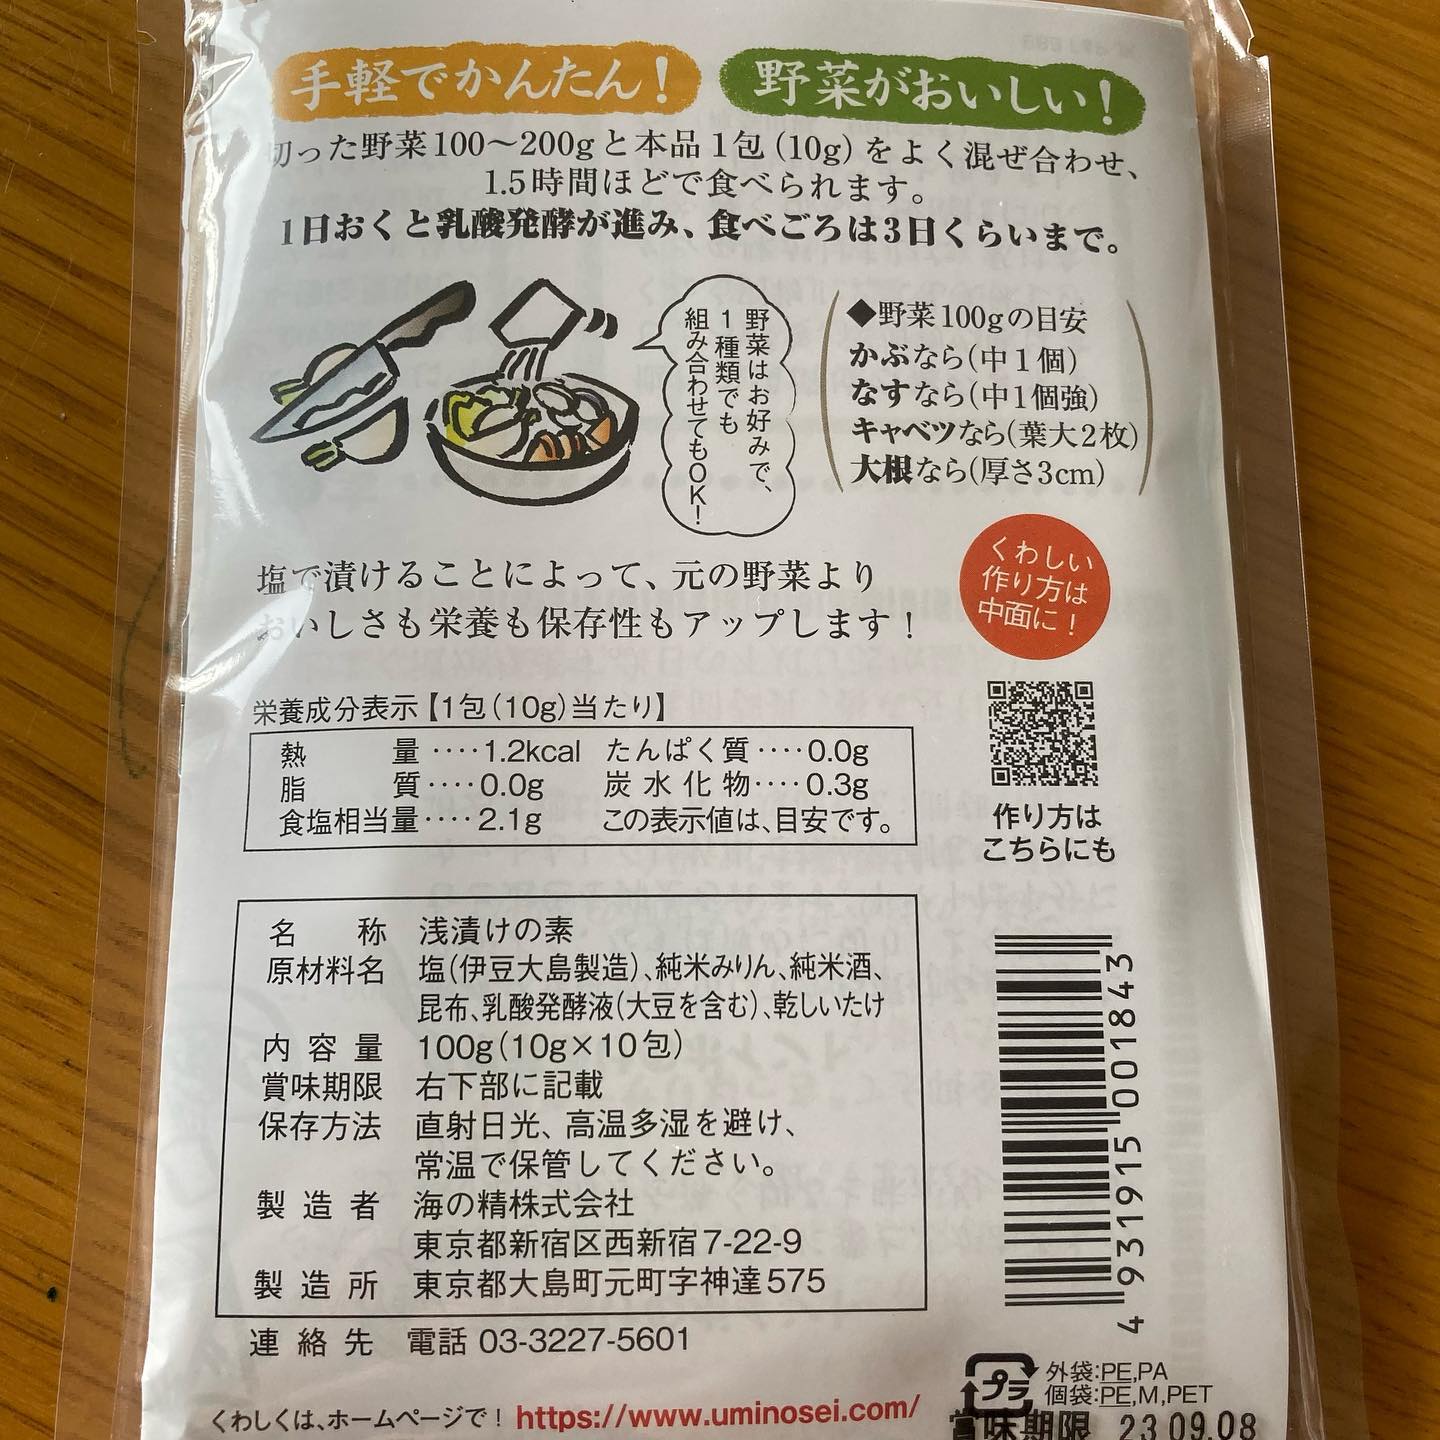 手軽でかんたん！
野菜がおいしい！
切った野菜100〜200gと本品1包(10g)をよく混ぜ合わせ、
1.5時間ほどで食べられます。
1日おくと乳酸発酵が進み、食べごろは3日くらいまで。
野菜はお好みで、
1種類でも
組み合わせてもOK！
◆野菜100gの目安
かぶなら(中1個)
なすなら(中1個強)
キャベツなら(葉大2枚)
大根なら(厚さ3cm)
塩で漬けることによって、元の野菜より
おいしさも栄養も保存性もアップします！
くわしい
作り方は
中面に！
栄養成分表示【1包(10g)当たり】
熱量‥‥1.2kcal たんぱく質‥‥0.0g
脂質‥‥0.0g 炭水化物‥‥0.3g
食塩相当量‥‥2.1g この表示値は、目安です。
作り方は
こちらにも
名称 浅漬けの素
原材料名 塩(伊豆大島製造)、純米みりん、純米酒、
昆布、乳酸発酵液(大豆を含む)、乾しいたけ
内容量 100g(10g×10包)
賞味期限 右下部に記載
保存方法 直射日光、高温多湿を避け、
常温で保管してください。
製造者 海の精株式会社
東京都新宿区西新宿7-22-9
製造所 東京都大島町元町字神達575
連絡先 電話 03-3227-5601
4 931915 001843
プラ
外袋:PE,PA
個袋:PE,M,PET
くわしくは、ホームページで！ https://www.uminosei.com/
賞味期限 23.09.08